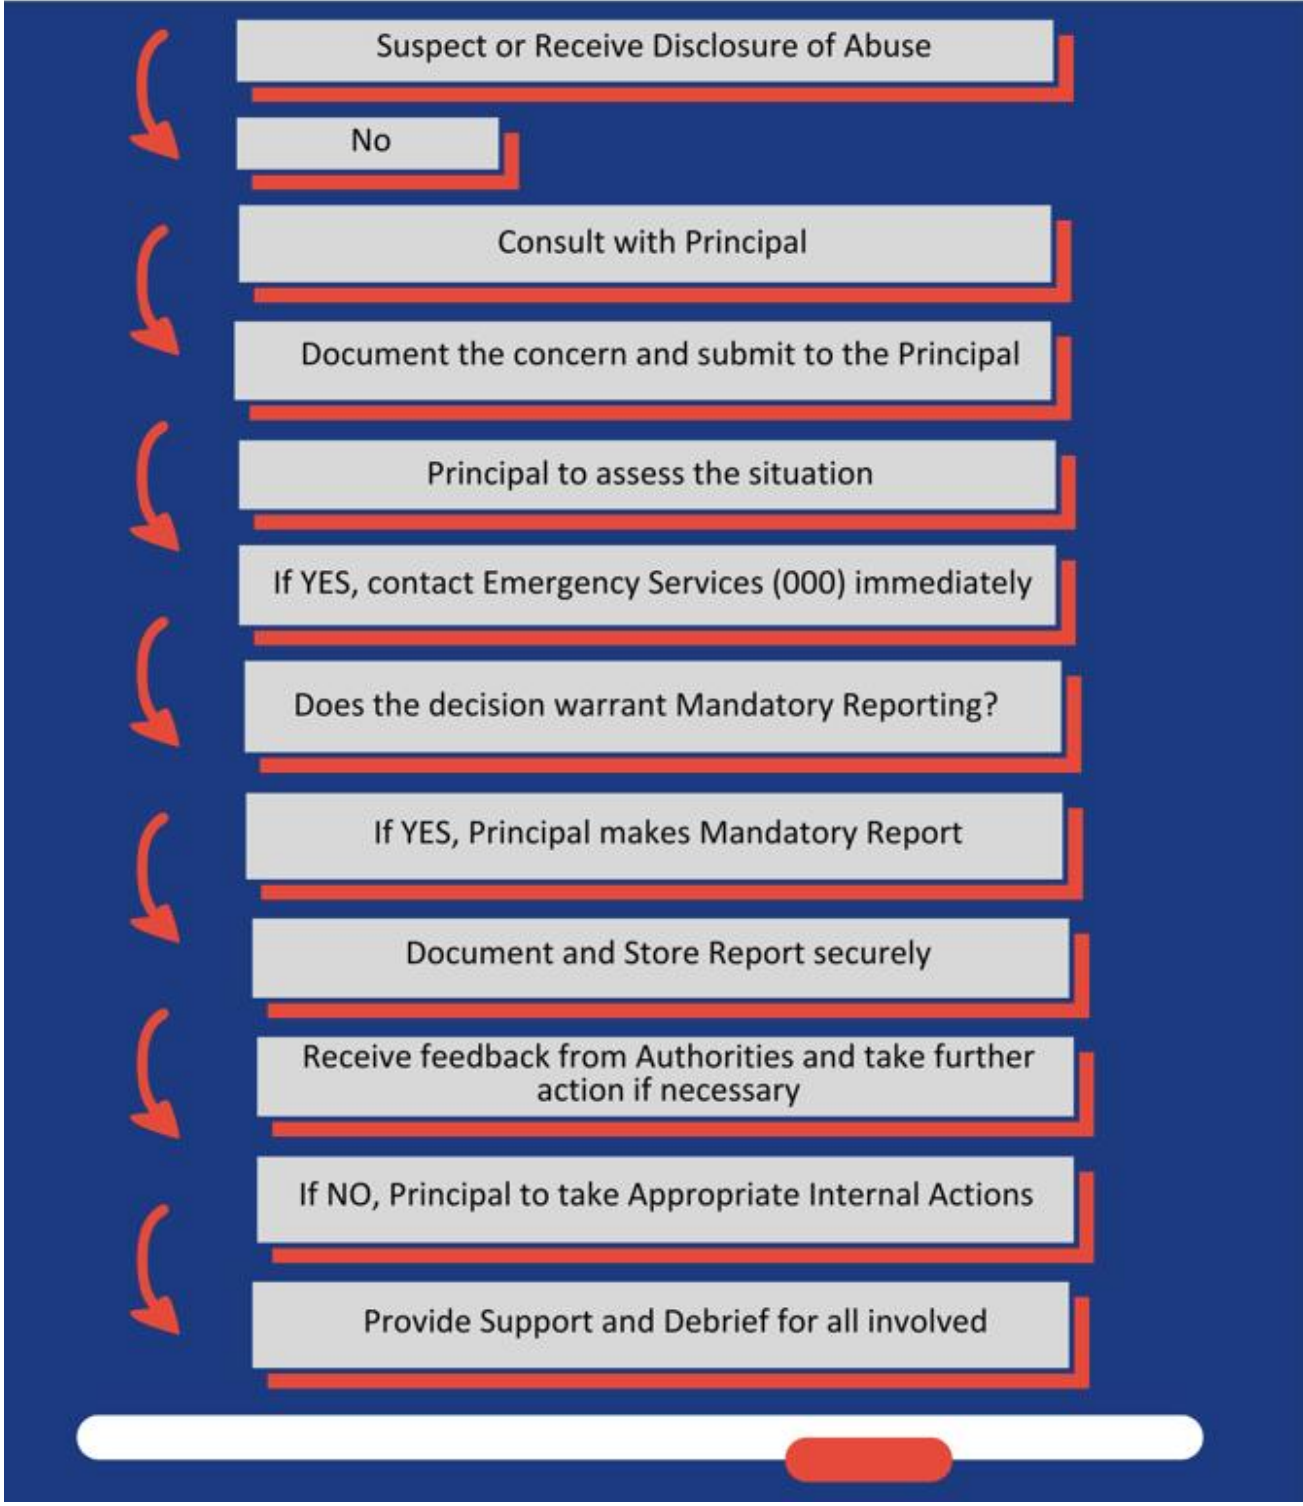 Suspect or Receive Disclosure of Abuse
No
Consult with Principal
Document the concern and submit to the Principal
Principal to assess the situation
If YES, contact Emergency Services (000) immediately
Does the decision warrant Mandatory Reporting?
If YES, Principal makes Mandatory Report
Document and Store Report securely
Receive feedback from Authorities and take further
action if necessary
If NO, Principal to take Appropriate Internal Actions
Provide Support and Debrief for all involved